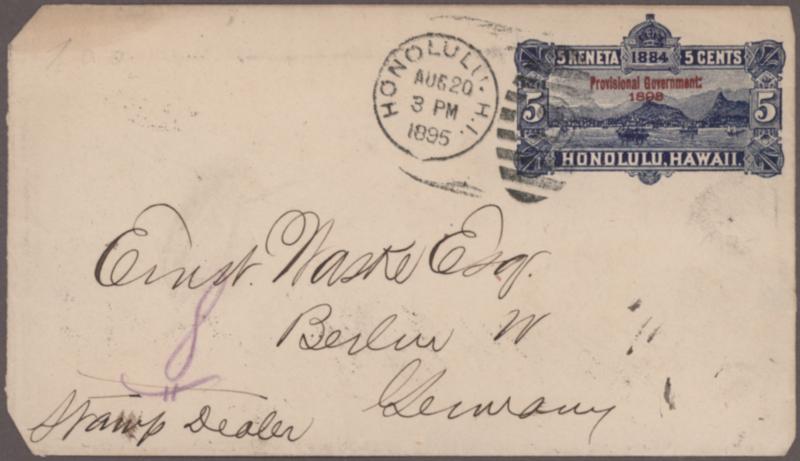 HONOLULU. H.I.
AUG 20
3 PM
1895
5 KENETA 1884 5 CENTS
Provisional Government:
1893
5 5
HONOLULU, HAWAII.
Ernst. Waske Esqr.
Berlin W
Germany
Stamp Dealer